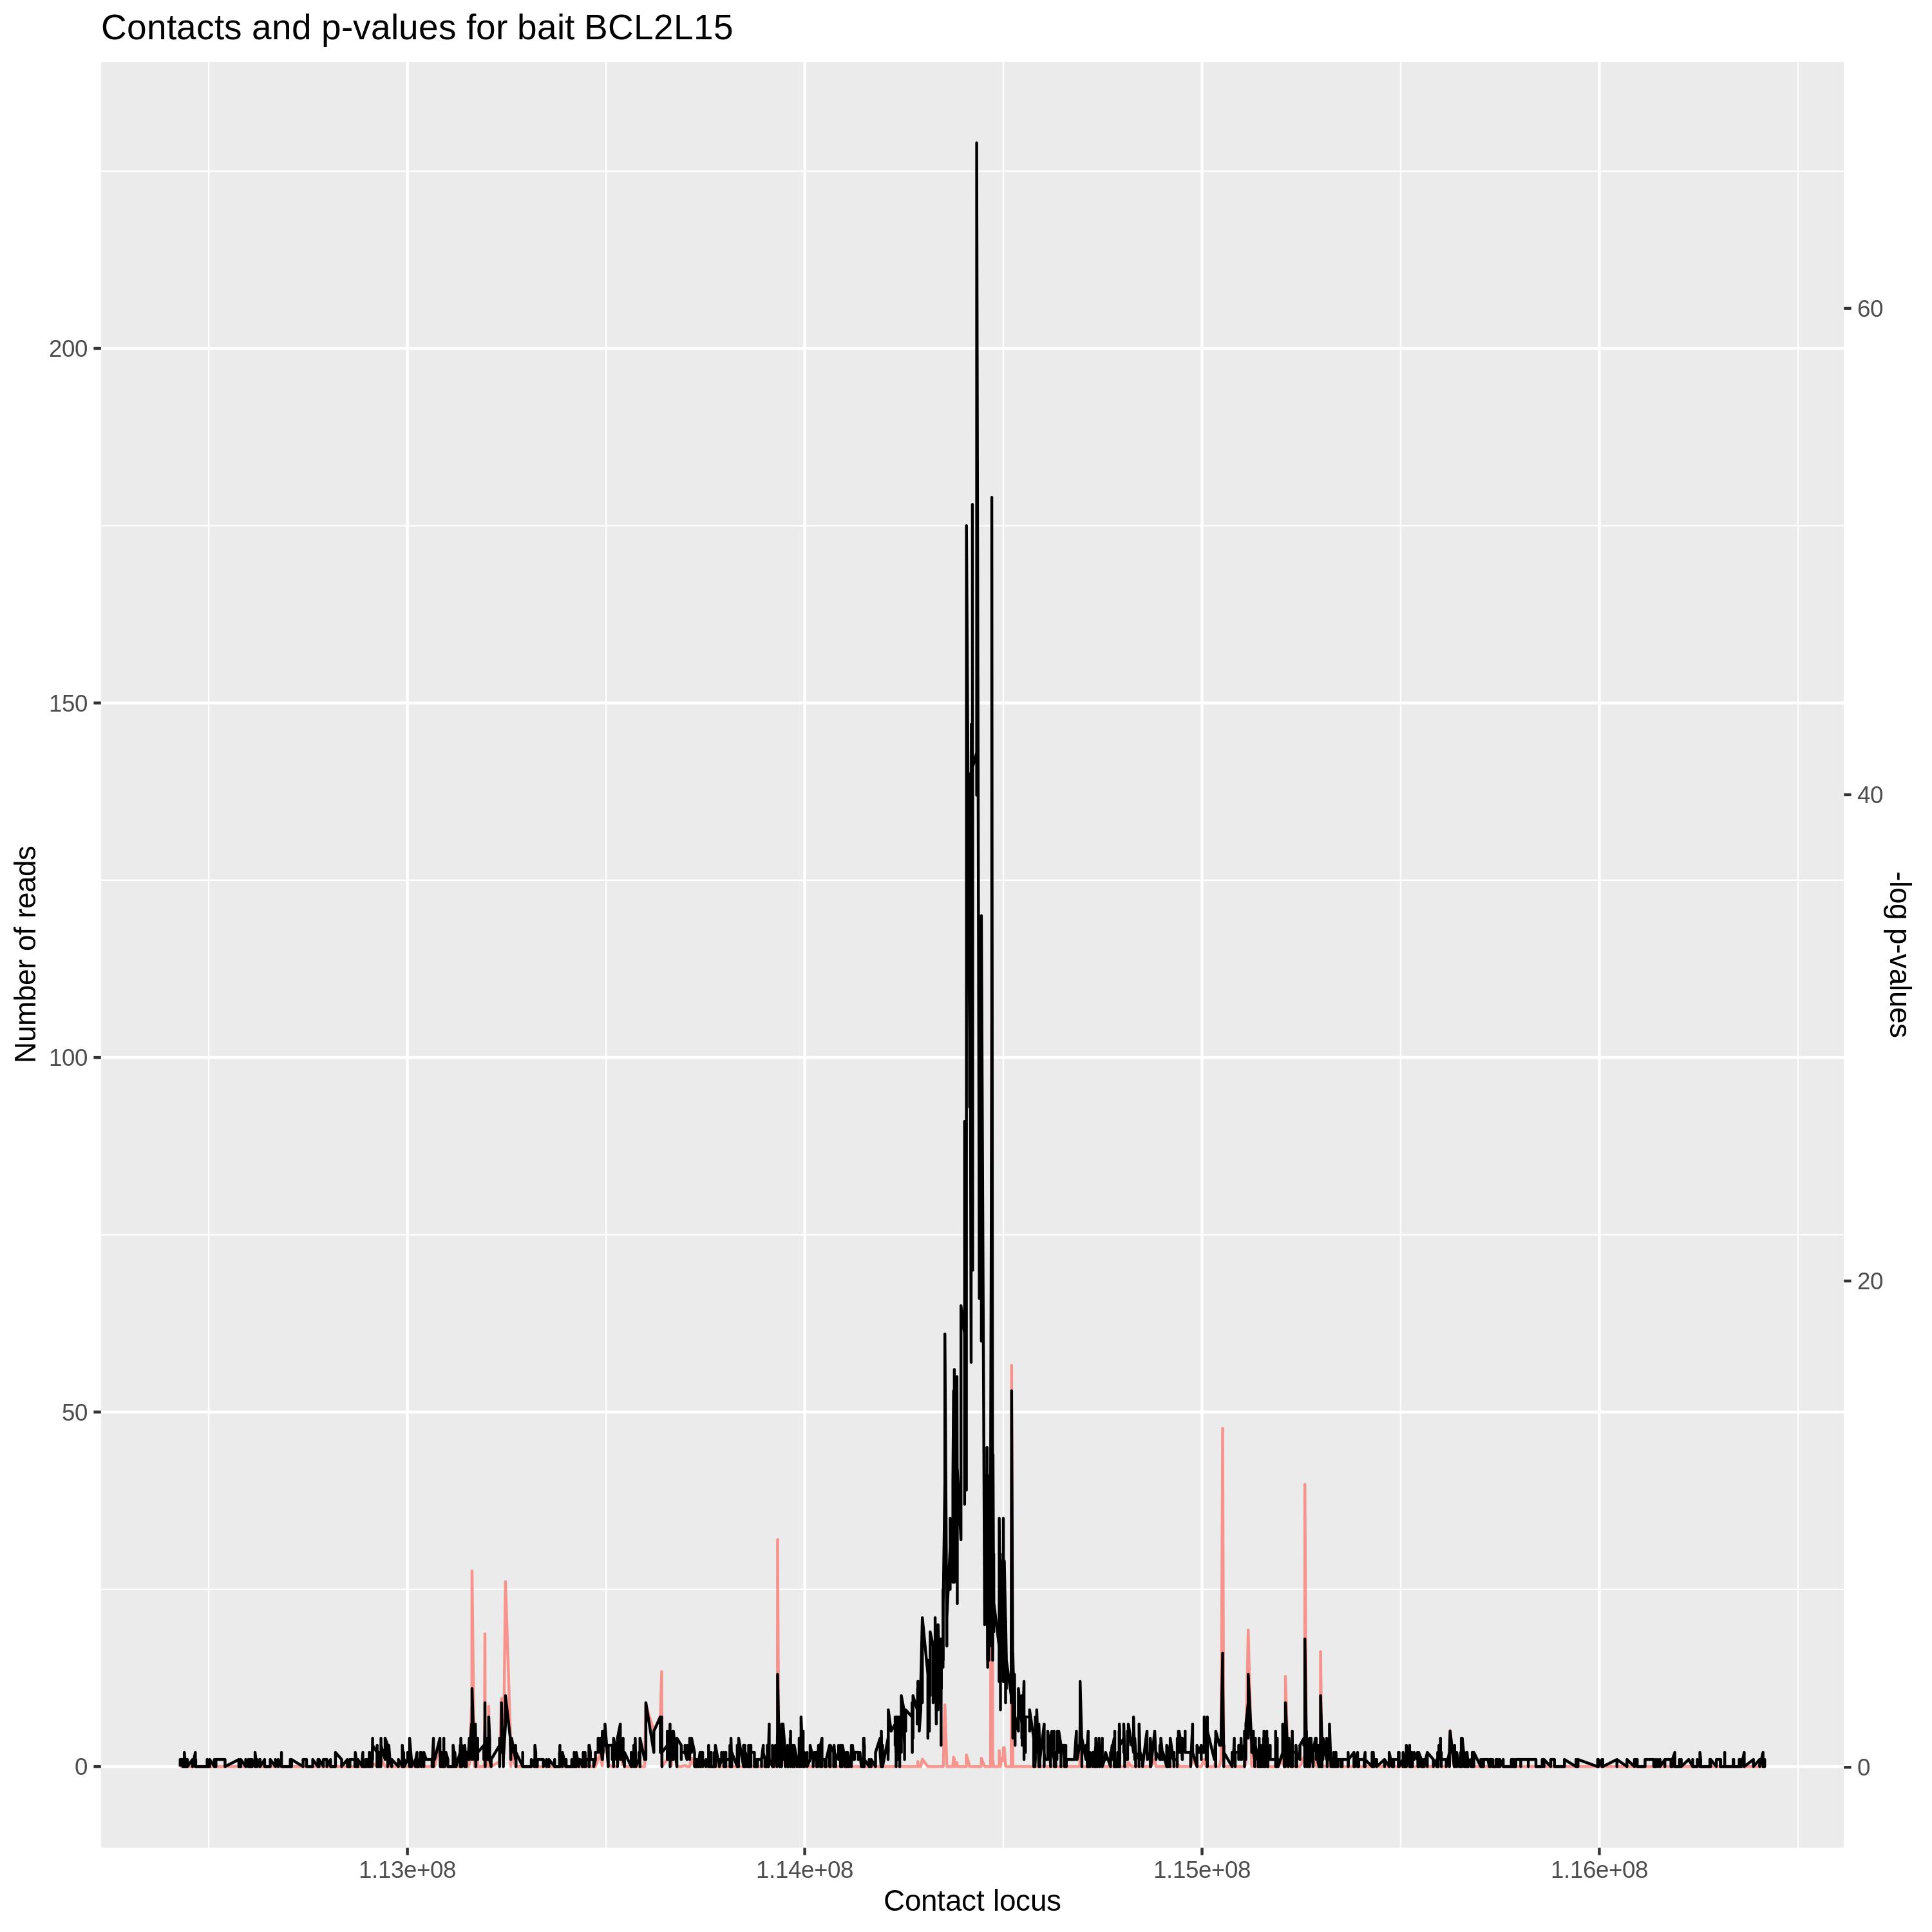 Contacts and p-values for bait BCL2L15
Number of reads
200
150
100
50
0
60
40
20
0
-log p-values
1.13e+08
1.14e+08
1.15e+08
1.16e+08
Contact locus